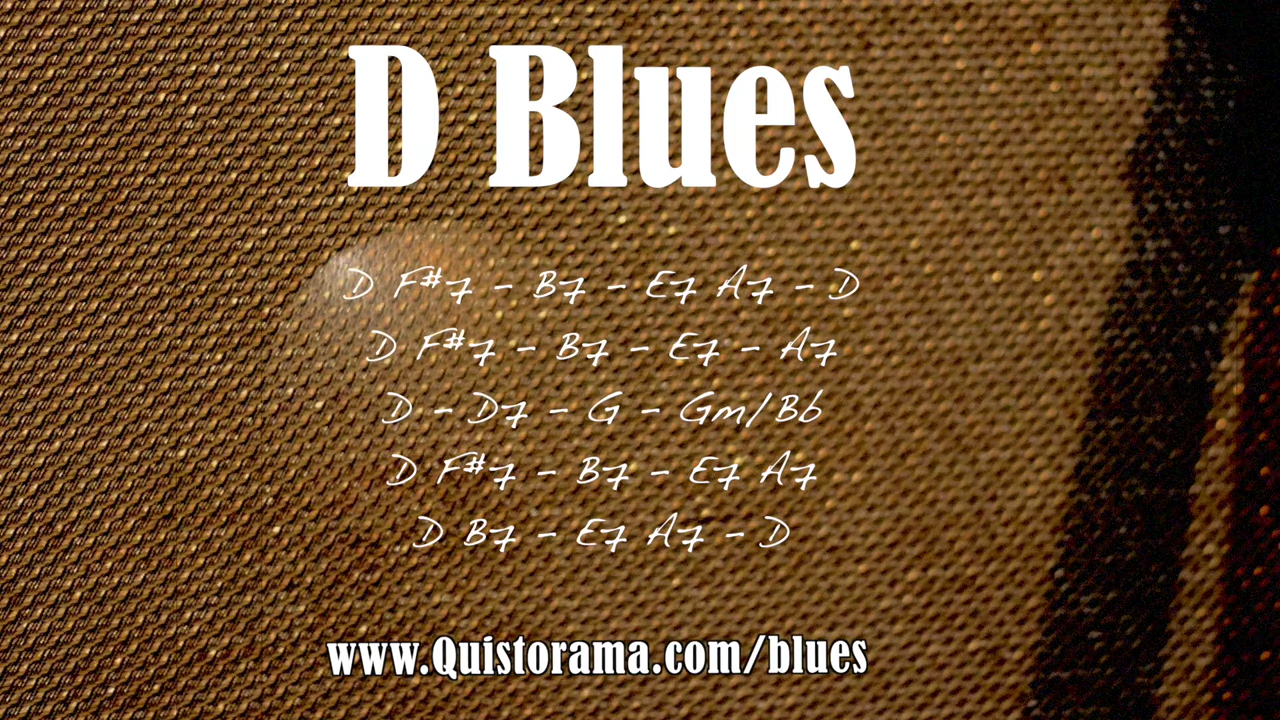 D Blues
D F#7 - B7 - E7 A7 - D
D F#7 - B7 - E7 - A7
D - D7 - G - Gm/Bb
D F#7 - B7 - E7 A7
D B7 - E7 A7 - D
www.Quistorama.com/blues